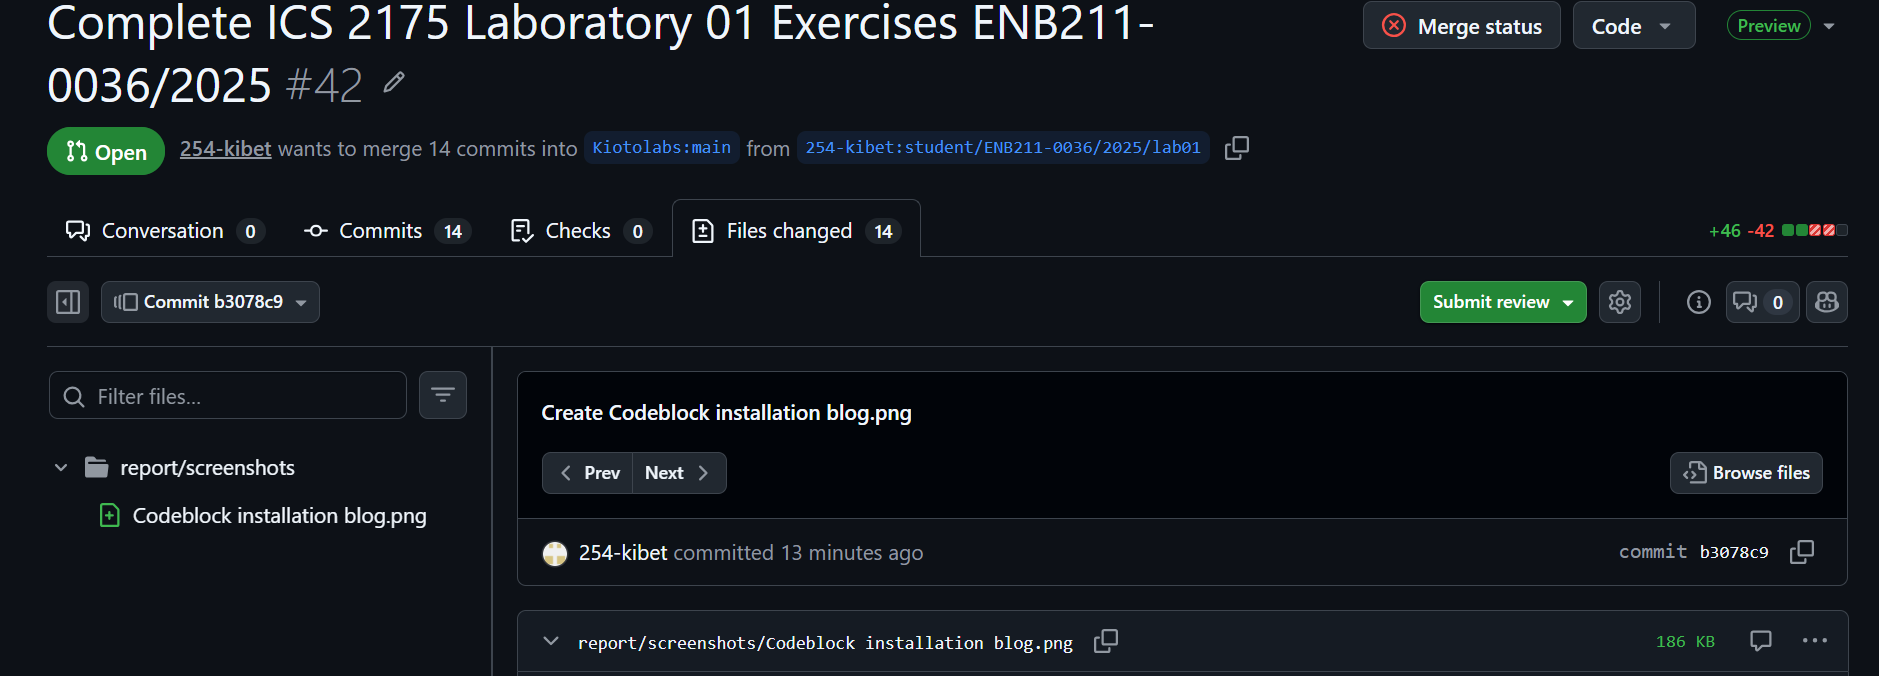 Complete ICS 2175 Laboratory 01 Exercises ENB211-
0036/2025 #42
Merge status
Code
Preview
Open
254-kibet wants to merge 14 commits into Kiotolabs:main from 254-kibet:student/ENB211-0036/2025/lab01
Conversation 0
Commits 14
Checks 0
Files changed 14
+46 -42
Commit b3078c9
Submit review
0
Filter files...
report/screenshots
Codeblock installation blog.png
Create Codeblock installation blog.png
Prev
Next
Browse files
254-kibet committed 13 minutes ago
commit b3078c9
report/screenshots/Codeblock installation blog.png
186 KB